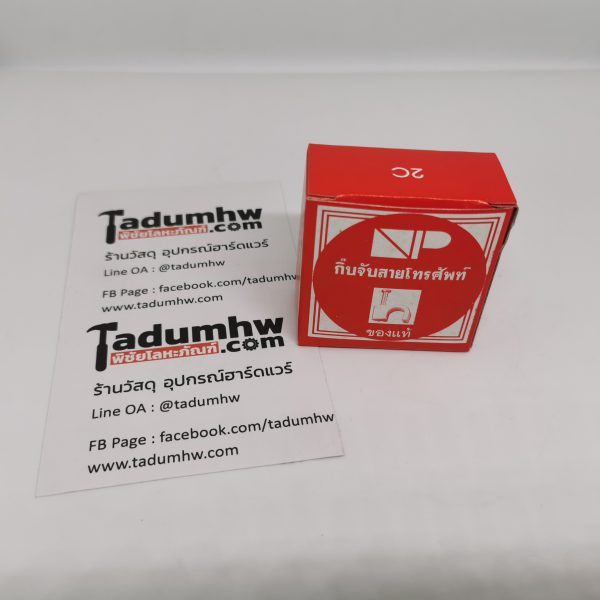 Tadumhw
พิชัยโลหะภัณฑ์.com
ร้านวัสดุ อุปกรณ์ฮาร์ดแวร์
Line OA : @tadumhw
FB Page : facebook.com/tadumhw
www.tadumhw.com
Tadumhw
พิชัยโลหะภัณฑ์.com
ร้านวัสดุ อุปกรณ์ฮาร์ดแวร์
Line OA : @tadumhw
FB Page : facebook.com/tadumhw
www.tadumhw.com
2C
NP
กิ๊บจับสายโทรศัพท์
ของแท้